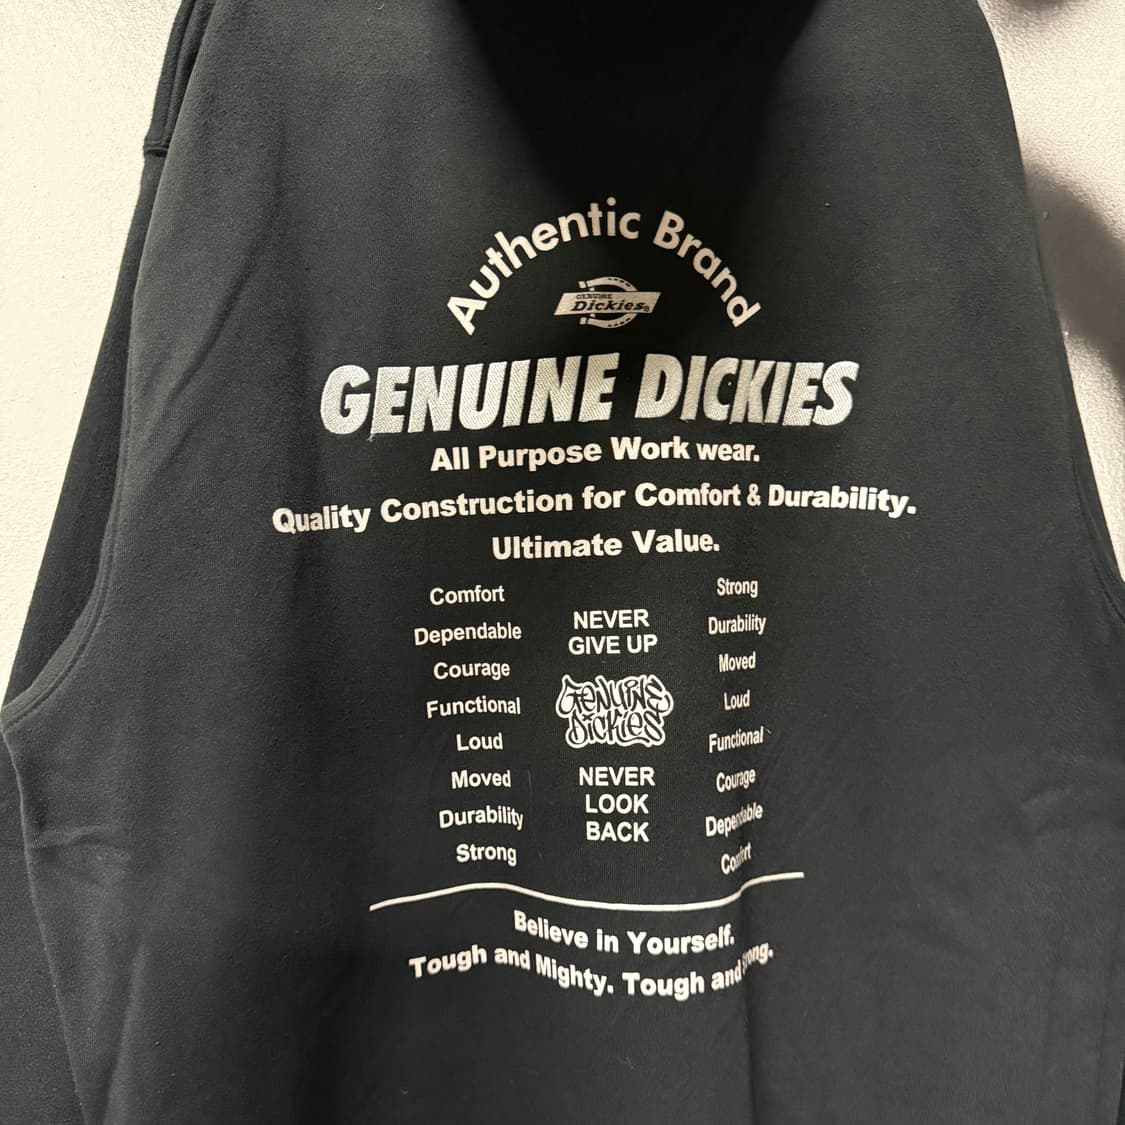 Authentic Brand
GENUINE
Dickies®
GENUINE DICKIES
All Purpose Work wear.
Quality Construction for Comfort & Durability.
Ultimate Value.
Comfort
Dependable
Courage
Functional
Loud
Moved
Durability
Strong
NEVER
GIVE UP
GENUINE
DICKIES
NEVER
LOOK
BACK
Strong
Durability
Moved
Loud
Functional
Courage
Dependable
Comfort
Believe in Yourself.
Tough and Mighty. Tough and Strong.